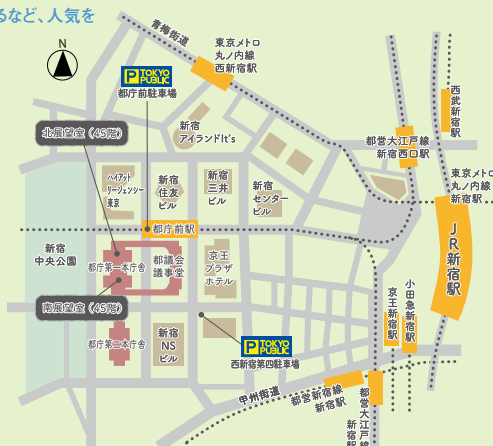 るなど、人気を
N
青梅街道
東京メトロ
丸ノ内線
西新宿駅
P TOKYO
PUBLIC
都庁前駐車場
西武新宿駅
北展望室（45階）
新宿
アイランドIt's
都営大江戸線
新宿西口駅
東京メトロ
丸ノ内線
新宿駅
ハイアット
リージェンシー
東京
新宿
住友
ビル
新宿
三井
ビル
新宿
センター
ビル
都庁前駅
JR新宿駅
新宿
中央公園
都庁第一本庁舎
都議会
議事堂
京王
プラザ
ホテル
南展望室（45階）
京王新宿駅
小田急新宿駅
都庁第二本庁舎
新宿
NS
ビル
P TOKYO
PUBLIC
西新宿第四駐車場
甲州街道
都営新宿線
新宿駅
都営大江戸線
新宿駅